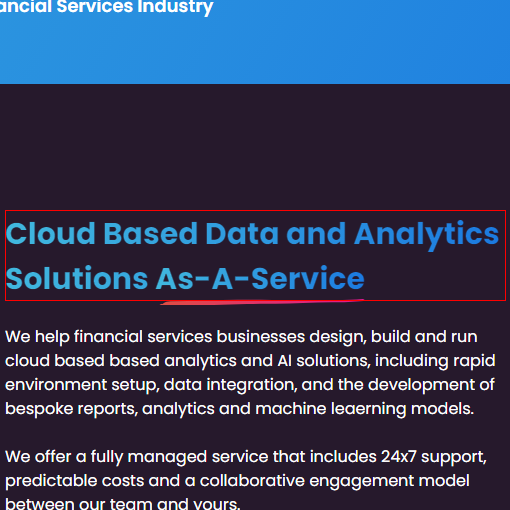 ancial Services Industry
Cloud Based Data and Analytics
Solutions As-A-Service
We help financial services businesses design, build and run
cloud based based analytics and AI solutions, including rapid
environment setup, data integration, and the development of
bespoke reports, analytics and machine leaerning models.
We offer a fully managed service that includes 24x7 support,
predictable costs and a collaborative engagement model
between our team and yours.